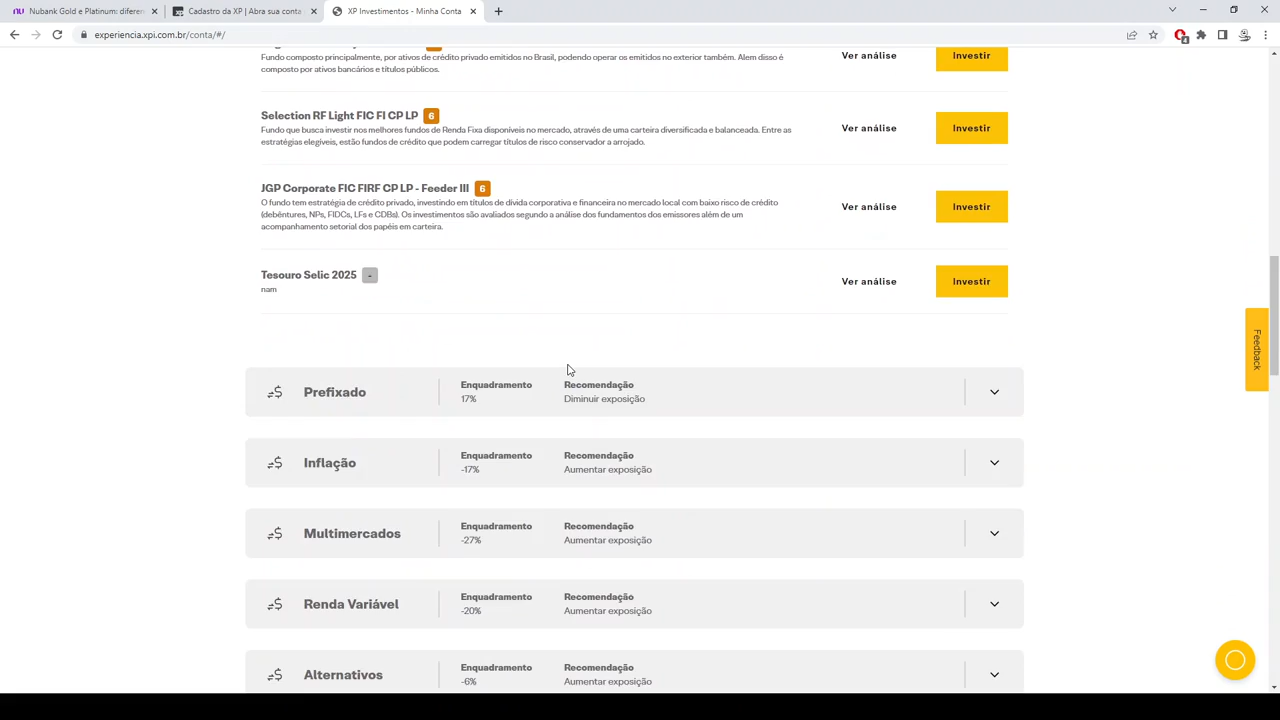 Nubank Gold e Platinum: diferen
Cadastro da XP | Abra sua conta
XP Investimentos - Minha Conta
experiencia.xpi.com.br/conta/#/
Fundo composto principalmente, por ativos de crédito privado emitidos no Brasil, podendo operar os emitidos no exterior também. Alem disso é
composto por ativos bancários e títulos públicos.
Ver análise
Investir
Selection RF Light FIC FI CP LP 6
Fundo que busca investir nos melhores fundos de Renda Fixa disponíveis no mercado, através de uma carteira diversificada e balanceada. Entre as
estratégias elegíveis, estão fundos de crédito que podem carregar títulos de risco conservador a arrojado.
Ver análise
Investir
JGP Corporate FIC FIRF CP LP - Feeder III 6
O fundo tem estratégia de crédito privado, investindo em títulos de dívida corporativa e financeira no mercado local com baixo risco de crédito
(debêntures, NPs, FIDCs, LFs e CDBs). Os investimentos são avaliados segundo a análise dos fundamentos dos emissores além de um
acompanhamento setorial dos papéis em carteira.
Ver análise
Investir
Tesouro Selic 2025 -
nam
Ver análise
Investir
Feedback
Prefixado
Enquadramento
17%
Recomendação
Diminuir exposição
Inflação
Enquadramento
-17%
Recomendação
Aumentar exposição
Multimercados
Enquadramento
-27%
Recomendação
Aumentar exposição
Renda Variável
Enquadramento
-20%
Recomendação
Aumentar exposição
Alternativos
Enquadramento
-6%
Recomendação
Aumentar exposição